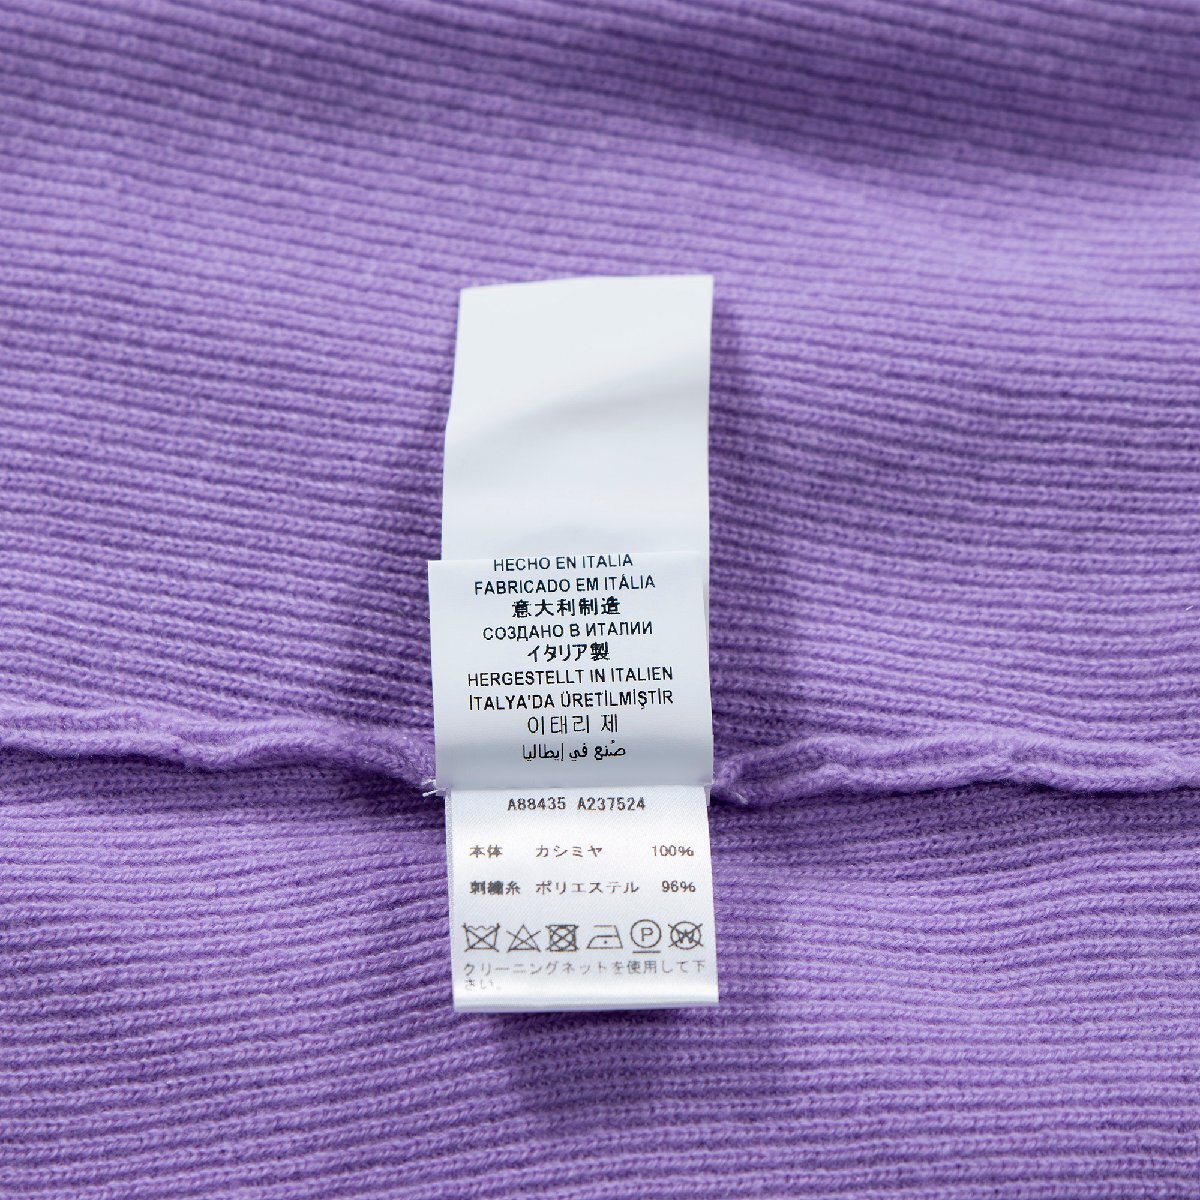 HECHO EN ITALIA
FABRICADO EM ITÁLIA
意大利制造
СОЗДАНО В ИТАЛИИ
イタリア製
HERGESTELLT IN ITALIEN
İTALYA'DA ÜRETİLMİŞTİR
이태리 제
صُنع في إيطاليا
A88435 A237524
本体 カシミヤ 100%
刺繍糸 ポリエステル 96%
P W
クリーニングネットを使用して下
さい。